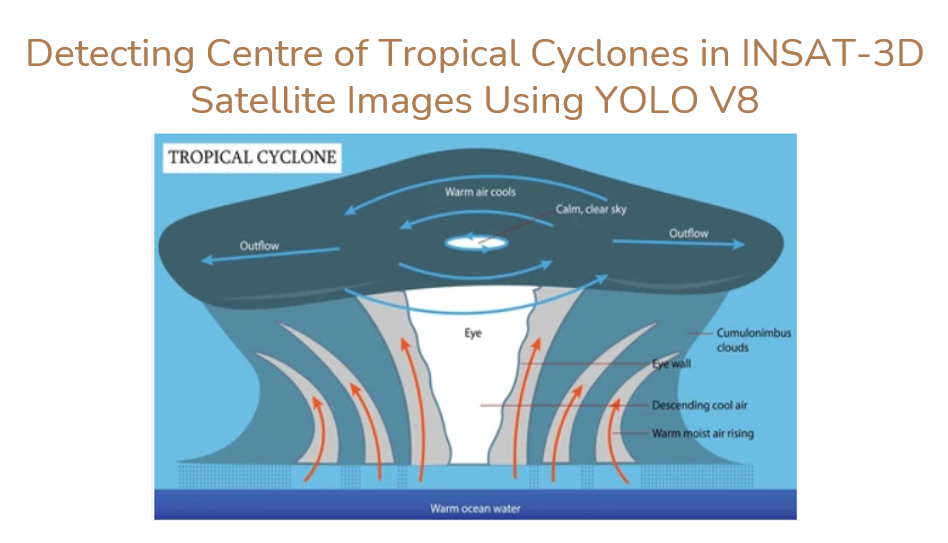 Detecting Centre of Tropical Cyclones in INSAT-3D
Satellite Images Using YOLO V8
TROPICAL CYCLONE
Warm air cools
Calm, clear sky
Outflow
Outflow
Eye
Cumulonimbus
clouds
Eye wall
Descending cool air
Warm moist air rising
Warm ocean water